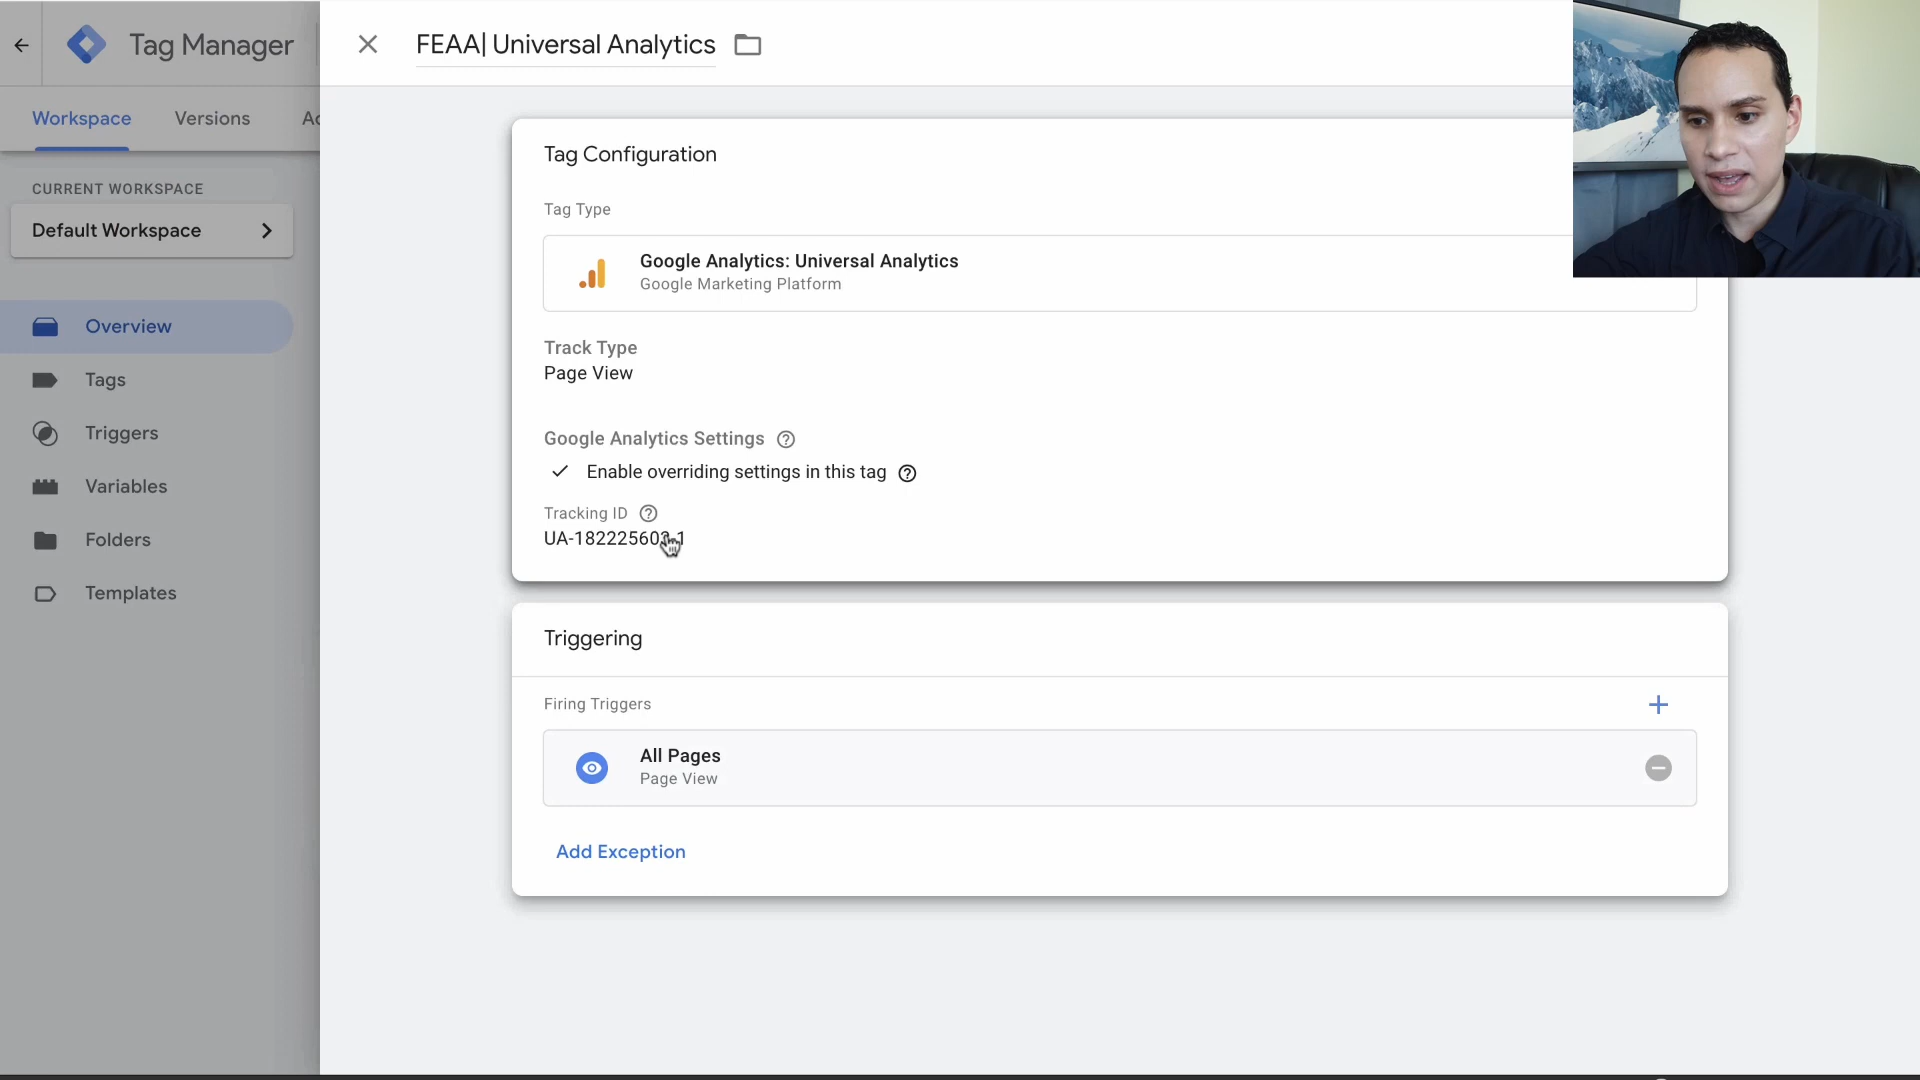 Tag Manager
FEAA| Universal Analytics
Workspace
Versions
CURRENT WORKSPACE
Default Workspace
Overview
Tags
Triggers
Variables
Folders
Templates
Tag Configuration
Tag Type
Google Analytics: Universal Analytics
Google Marketing Platform
Track Type
Page View
Google Analytics Settings
Enable overriding settings in this tag
Tracking ID
Triggering
Firing Triggers
All Pages
Page View
Add Exception